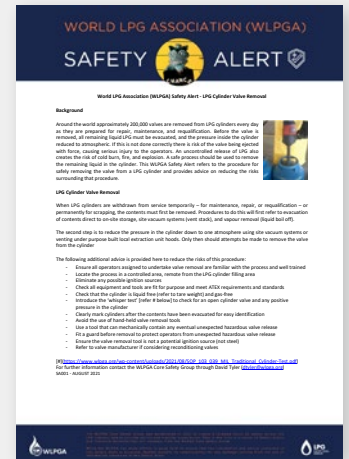 WORLD LPG ASSOCIATION (WLPGA)
SAFETY ALERT
CHARCO
World LPG Association (WLPGA) Safety Alert - LPG Cylinder Valve Removal
Background
Around the world approximately 200,000 valves are removed from LPG cylinders every day
as they are prepared for repair, maintenance, and requalification. Before the valve is
removed, all remaining liquid LPG must be evacuated, and the pressure inside the cylinder
reduced to atmospheric. If this is not done correctly there is risk of the valve being ejected
with force, causing serious injury to the operators. An uncontrolled release of LPG also
creates the risk of cold burn, fire, and explosion. A safe procedure should be used to remove
the remaining liquid in the cylinder. This WLPGA Safety Alert refers to the procedure for
safely removing the valve from a LPG cylinder and provides advice on reducing the risks
surrounding that procedure.
LPG Cylinder Valve Removal
When LPG cylinders are withdrawn from service temporarily – for maintenance, repair, or requalification – or
permanently for scrapping, the contents must first be removed. Procedures to do this will first refer to evacuation
of contents direct to on-site storage, site vacuum systems (vent stack), and vapour removal (liquid boil off).
The second step is to reduce the pressure in the cylinder down to one atmosphere using site vacuum systems or
venting under purpose built local extraction unit hoods. Only then should attempts be made to remove the valve
from the cylinder
The following additional advice is provided here to reduce the risks of this procedure:
- Ensure all operators assigned to undertake valve removal are familiar with the process and well trained
- Locate the process in a controlled area, remote from the LPG cylinder filling area
- Eliminate any possible ignition sources
- Check all equipment and tools are fit for purpose and meet ATEX requirements and standards
- Check that the cylinder is liquid free (refer to tare weight) and gas-free
- Introduce the 'whisper test' (refer # below) to check for an open cylinder valve and any positive
pressure in the cylinder
- Clearly mark cylinders after the contents have been evacuated for easy identification
- Avoid the use of hand-held valve removal tools
- Use a tool that can mechanically contain any eventual unexpected hazardous valve release
- Fit a guard before removal to protect operators from unexpected hazardous valve release
- Ensure the valve removal tool is not a potential ignition source (not steel)
- Refer to valve manufacturer if considering reconditioning valves
For further information contact the WLPGA Core Safety Group through David Tyler (dtyler@wlpga.org)
SA001 - AUGUST 2021
WLPGA
LPG